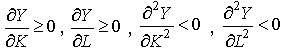 ∂Y/∂K ≥ 0 , ∂Y/∂L ≥ 0 , ∂²Y/∂K² < 0 , ∂²Y/∂L² < 0